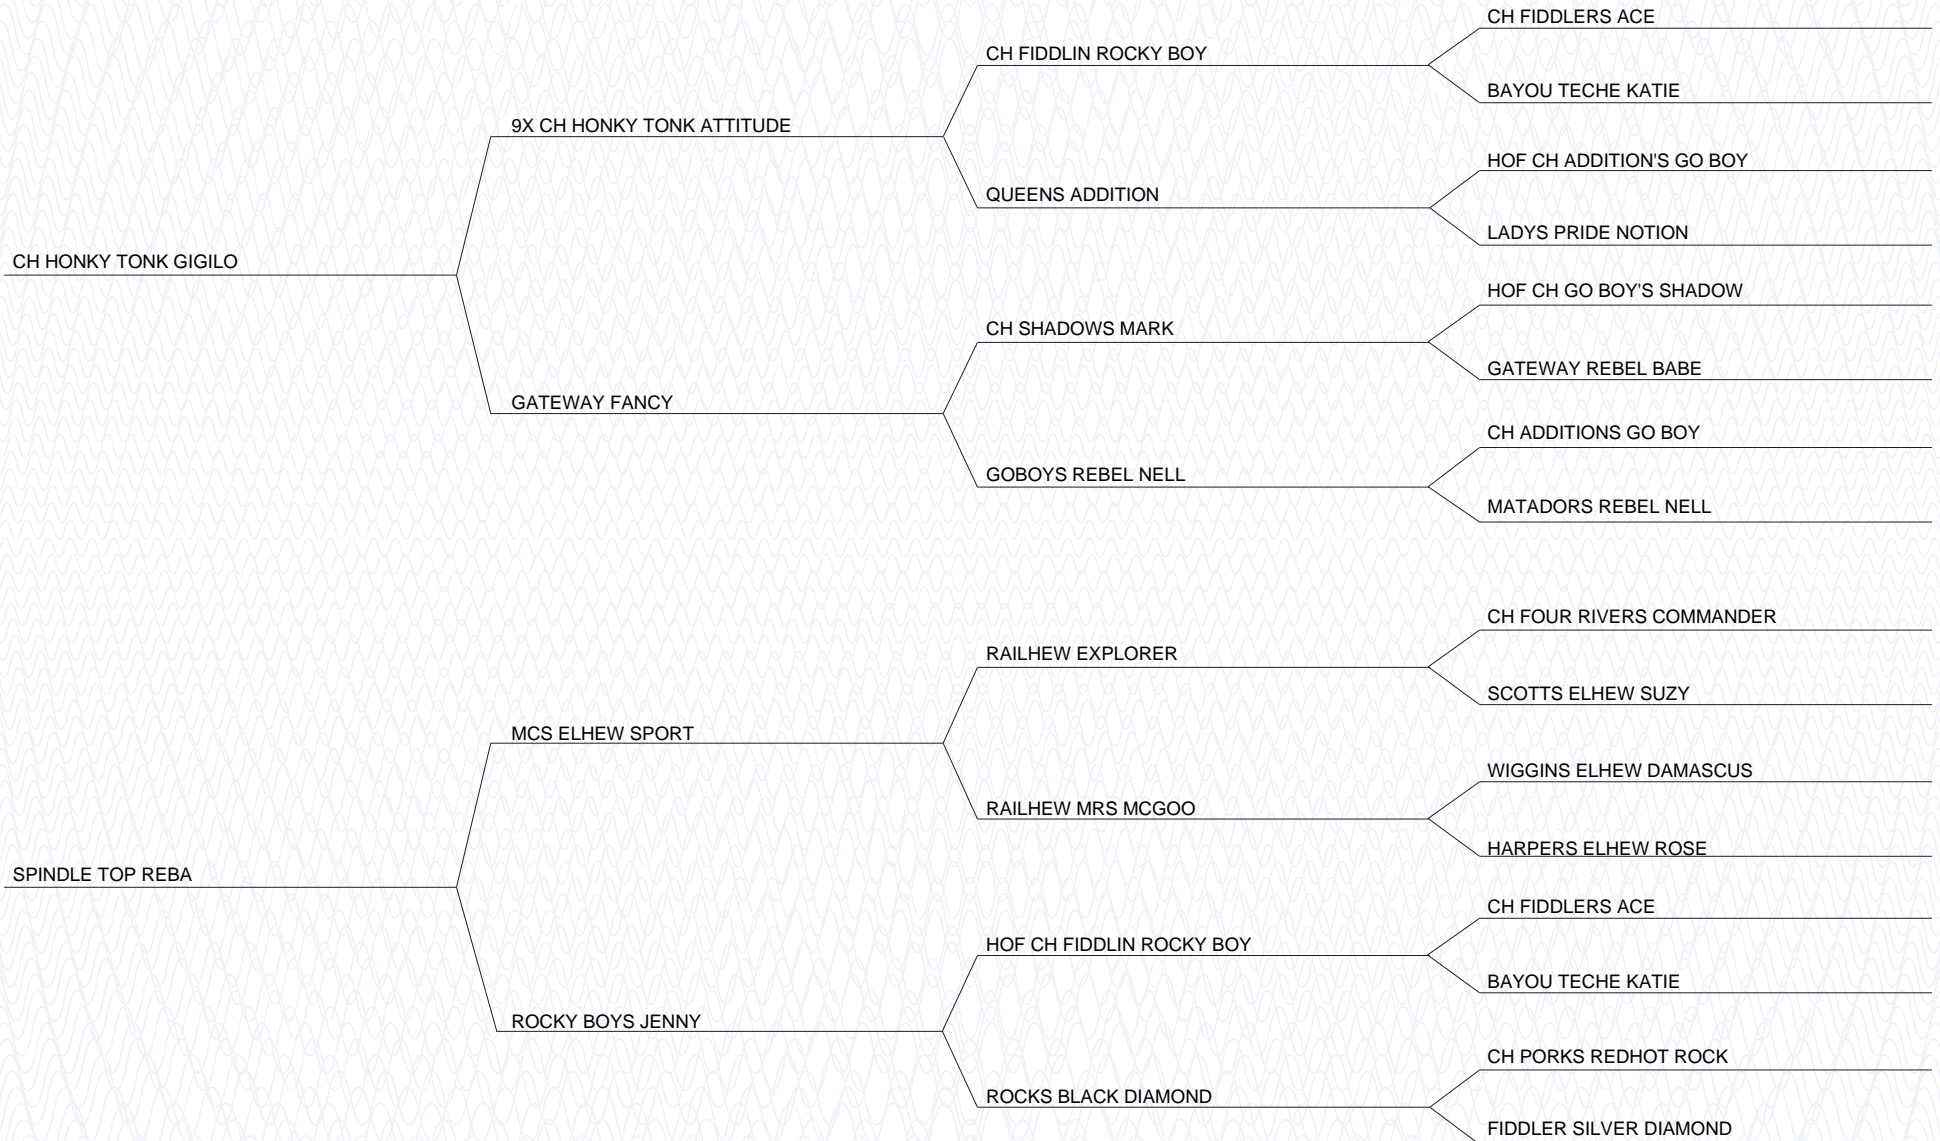 CH FIDDLERS ACE
CH FIDDLIN ROCKY BOY
BAYOU TECHE KATIE
9X CH HONKY TONK ATTITUDE
HOF CH ADDITION'S GO BOY
QUEENS ADDITION
LADYS PRIDE NOTION
CH HONKY TONK GIGILO
HOF CH GO BOY'S SHADOW
CH SHADOWS MARK
GATEWAY REBEL BABE
GATEWAY FANCY
CH ADDITIONS GO BOY
GOBOYS REBEL NELL
MATADORS REBEL NELL
CH FOUR RIVERS COMMANDER
RAILHEW EXPLORER
SCOTTS ELHEW SUZY
MCS ELHEW SPORT
WIGGINS ELHEW DAMASCUS
RAILHEW MRS MCGOO
HARPERS ELHEW ROSE
SPINDLE TOP REBA
CH FIDDLERS ACE
HOF CH FIDDLIN ROCKY BOY
BAYOU TECHE KATIE
ROCKY BOYS JENNY
CH PORKS REDHOT ROCK
ROCKS BLACK DIAMOND
FIDDLER SILVER DIAMOND